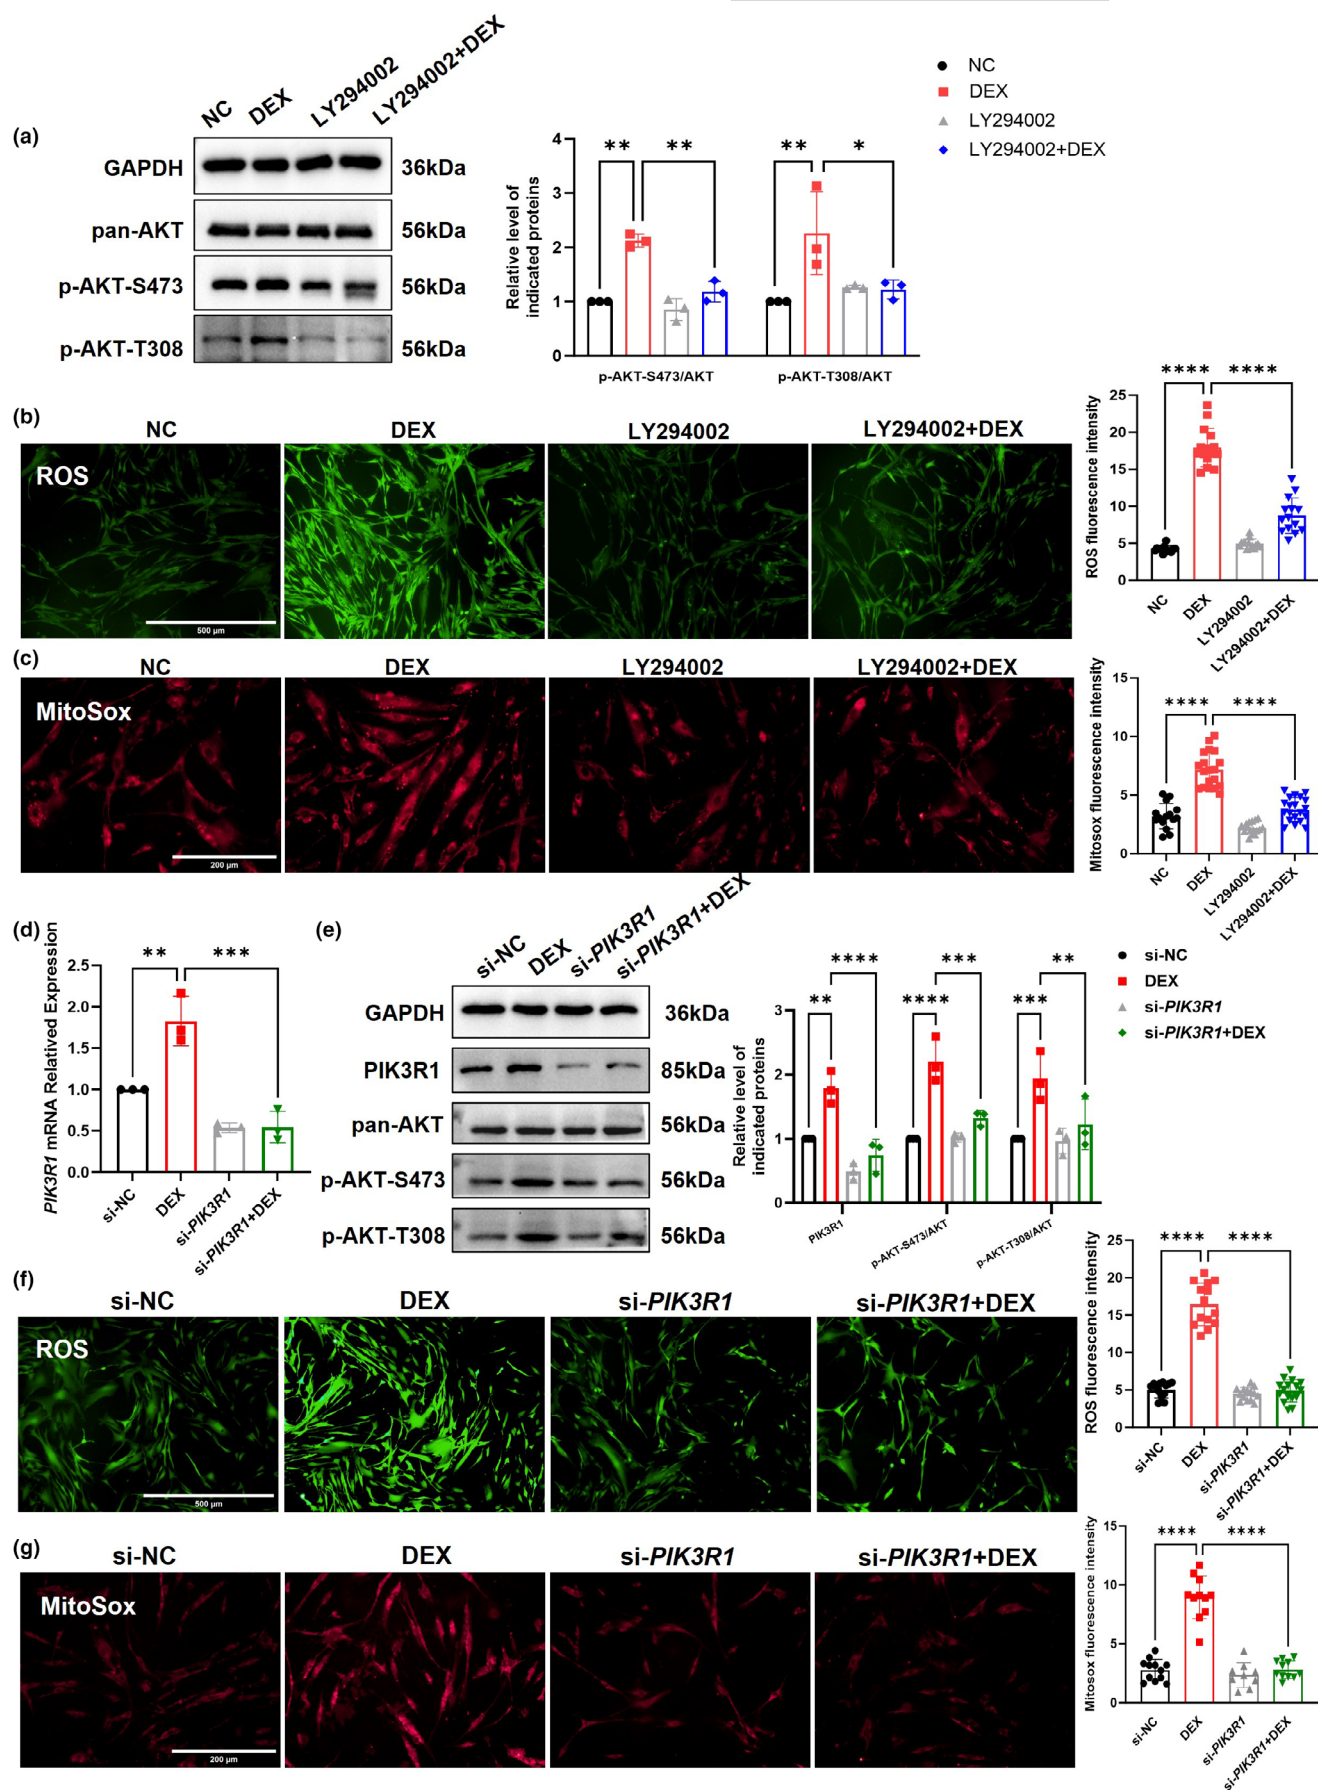 (a)
NC
DEX
LY294002
LY294002+DEX
GAPDH
36kDa
pan-AKT
56kDa
p-AKT-S473
56kDa
p-AKT-T308
56kDa
Relative level of
indicated proteins
4
3
2
1
0
** ** ** *
p-AKT-S473/AKT
p-AKT-T308/AKT
NC
DEX
LY294002
LY294002+DEX
(b)
NC
DEX
LY294002
LY294002+DEX
ROS
500 µm
ROS fluorescence intensity
25
20
15
10
5
0
**** ****
NC
DEX
LY294002
LY294002+DEX
(c)
NC
DEX
LY294002
LY294002+DEX
MitoSox
200 µm
Mitosox fluorescence intensity
15
10
5
0
**** ****
NC
DEX
LY294002
LY294002+DEX
(d)
PIK3R1 mRNA Relatived Expression
2.5
2.0
1.5
1.0
0.5
0.0
** ***
si-NC
DEX
si-PIK3R1
si-PIK3R1+DEX
(e)
si-NC
DEX
si-PIK3R1
si-PIK3R1+DEX
GAPDH
36kDa
PIK3R1
85kDa
pan-AKT
56kDa
p-AKT-S473
56kDa
p-AKT-T308
56kDa
Relative level of
indicated proteins
3
2
1
0
**** *** **
** **** ***
PIK3R1
p-AKT-S473/AKT
p-AKT-T308/AKT
si-NC
DEX
si-PIK3R1
si-PIK3R1+DEX
(f)
si-NC
DEX
si-PIK3R1
si-PIK3R1+DEX
ROS
500 µm
ROS fluorescence intensity
25
20
15
10
5
0
**** ****
si-NC
DEX
si-PIK3R1
si-PIK3R1+DEX
(g)
si-NC
DEX
si-PIK3R1
si-PIK3R1+DEX
MitoSox
200 µm
Mitosox fluorescence intensity
15
10
5
0
**** ****
si-NC
DEX
si-PIK3R1
si-PIK3R1+DEX